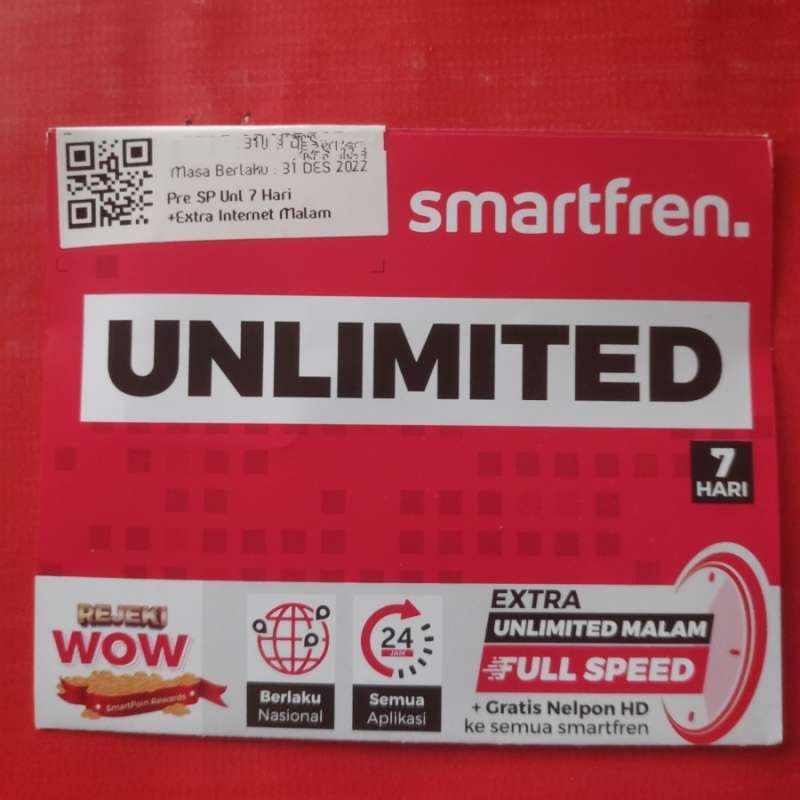 Masa Berlaku : 31 DES 2022
Pre SP Unl 7 Hari
+Extra Internet Malam
smartfren.
UNLIMITED
7
HARI
REJEKI
WOW
SmartPoin Rewards
Berlaku
Nasional
24
JAM
Semua
Aplikasi
EXTRA
UNLIMITED MALAM
FULL SPEED
+ Gratis Nelpon HD
ke semua smartfren